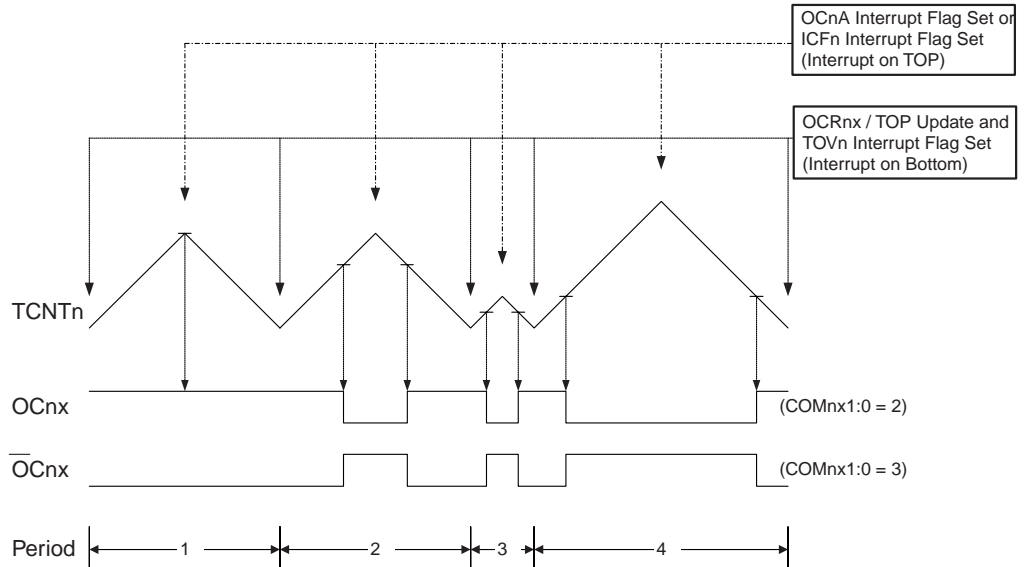 OCnA Interrupt Flag Set or
ICFn Interrupt Flag Set
(Interrupt on TOP)
OCRnx / TOP Update and
TOVn Interrupt Flag Set
(Interrupt on Bottom)
TCNTn
OCnx
(COMnx1:0 = 2)
O̅Cnx
(COMnx1:0 = 3)
Period
1
2
3
4